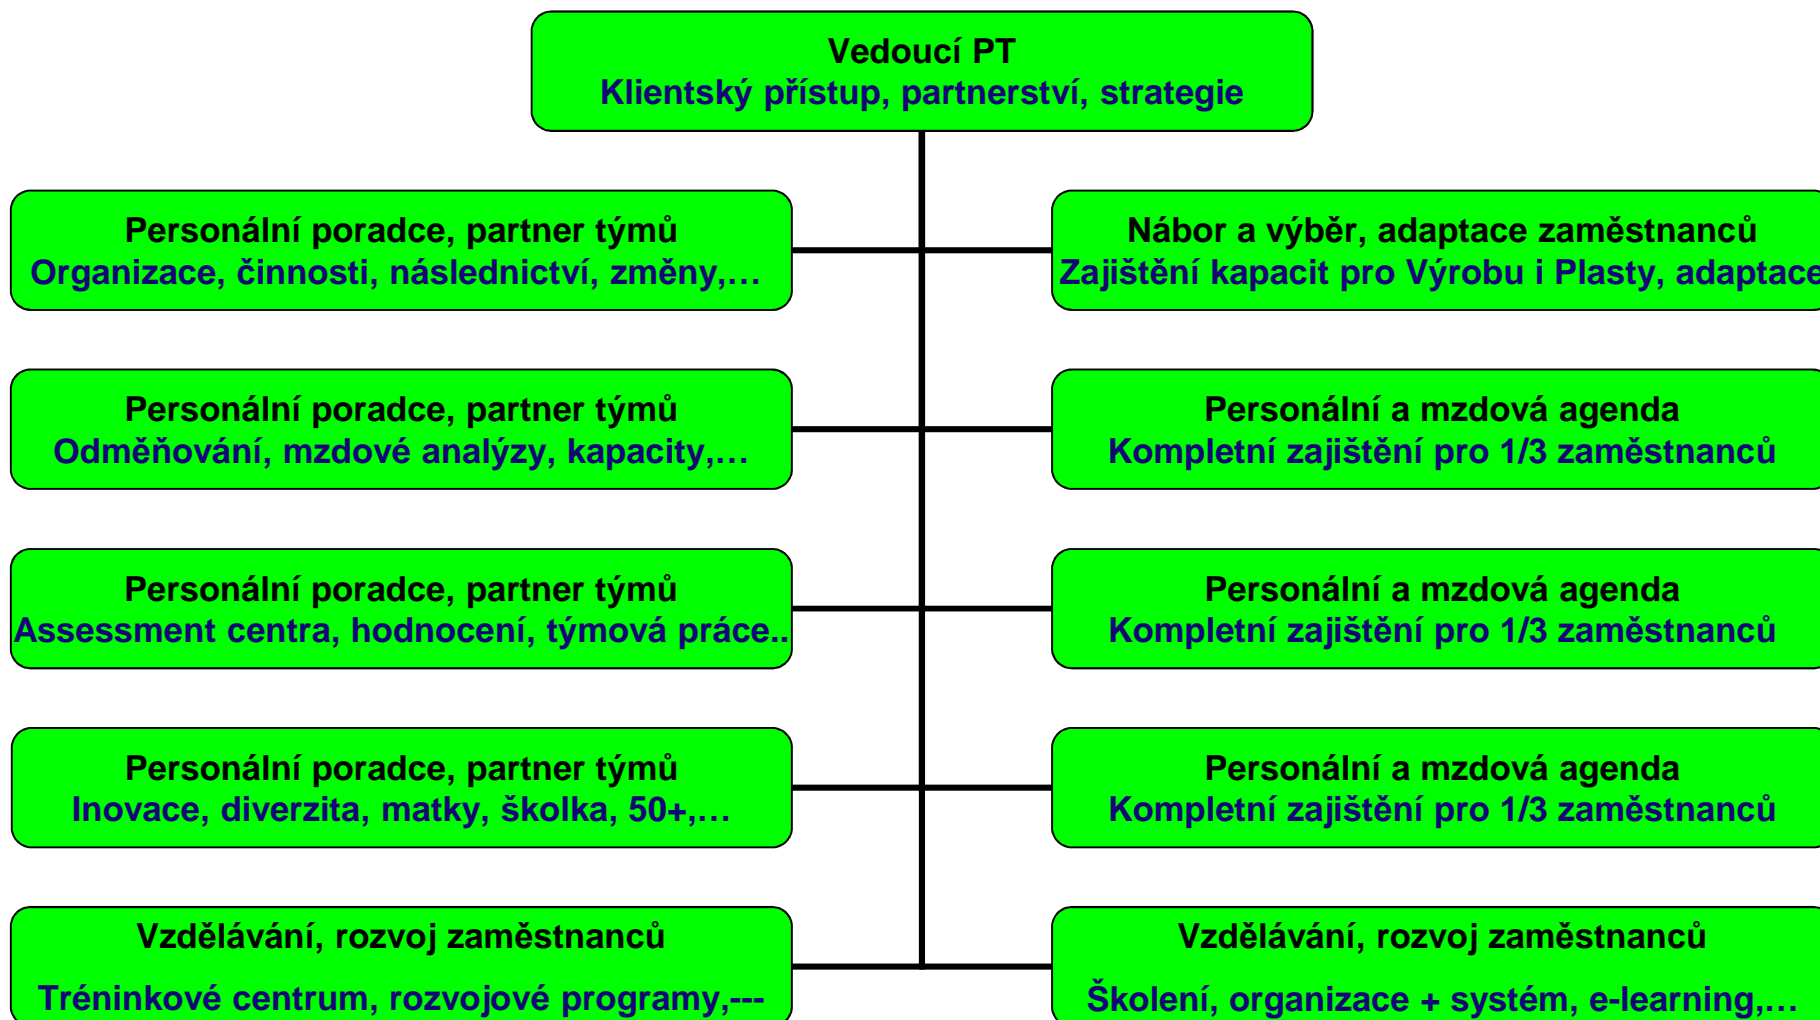 Vedoucí PT
Klientský přístup, partnerství, strategie
Personální poradce, partner týmů
Organizace, činnosti, následnictví, změny,…
Nábor a výběr, adaptace zaměstnanců
Zajištění kapacit pro Výrobu i Plasty, adaptace
Personální poradce, partner týmů
Odměňování, mzdové analýzy, kapacity,…
Personální a mzdová agenda
Kompletní zajištění pro 1/3 zaměstnanců
Personální poradce, partner týmů
Assessment centra, hodnocení, týmová práce..
Personální a mzdová agenda
Kompletní zajištění pro 1/3 zaměstnanců
Personální poradce, partner týmů
Inovace, diverzita, matky, školka, 50+,…
Personální a mzdová agenda
Kompletní zajištění pro 1/3 zaměstnanců
Vzdělávání, rozvoj zaměstnanců
Tréninkové centrum, rozvojové programy,---
Vzdělávání, rozvoj zaměstnanců
Školení, organizace + systém, e-learning,…